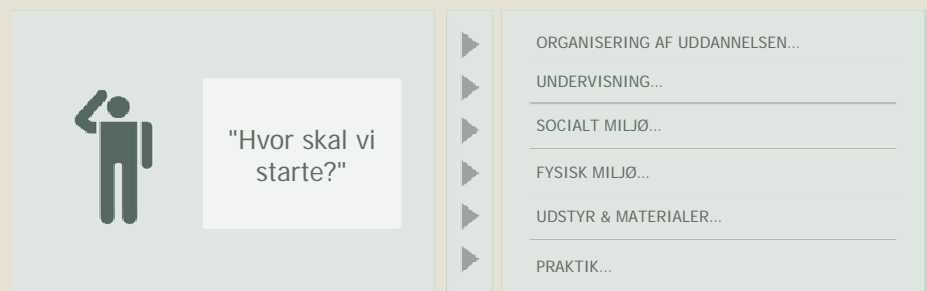 "Hvor skal vi
starte?"
ORGANISERING AF UDDANNELSEN...
UNDERVISNING...
SOCIALT MILJØ...
FYSISK MILJØ...
UDSTYR & MATERIALER...
PRAKTIK...